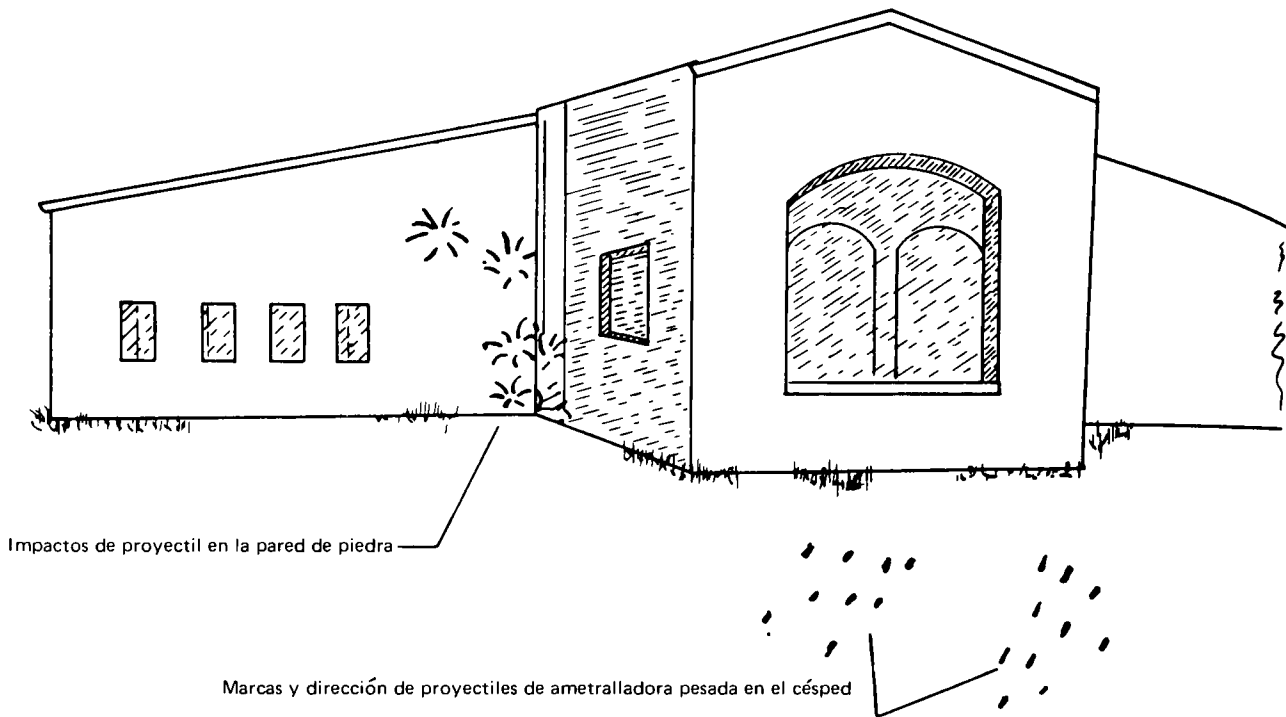 Impactos de proyectil en la pared de piedra
Marcas y dirección de proyectiles de ametralladora pesada en el césped